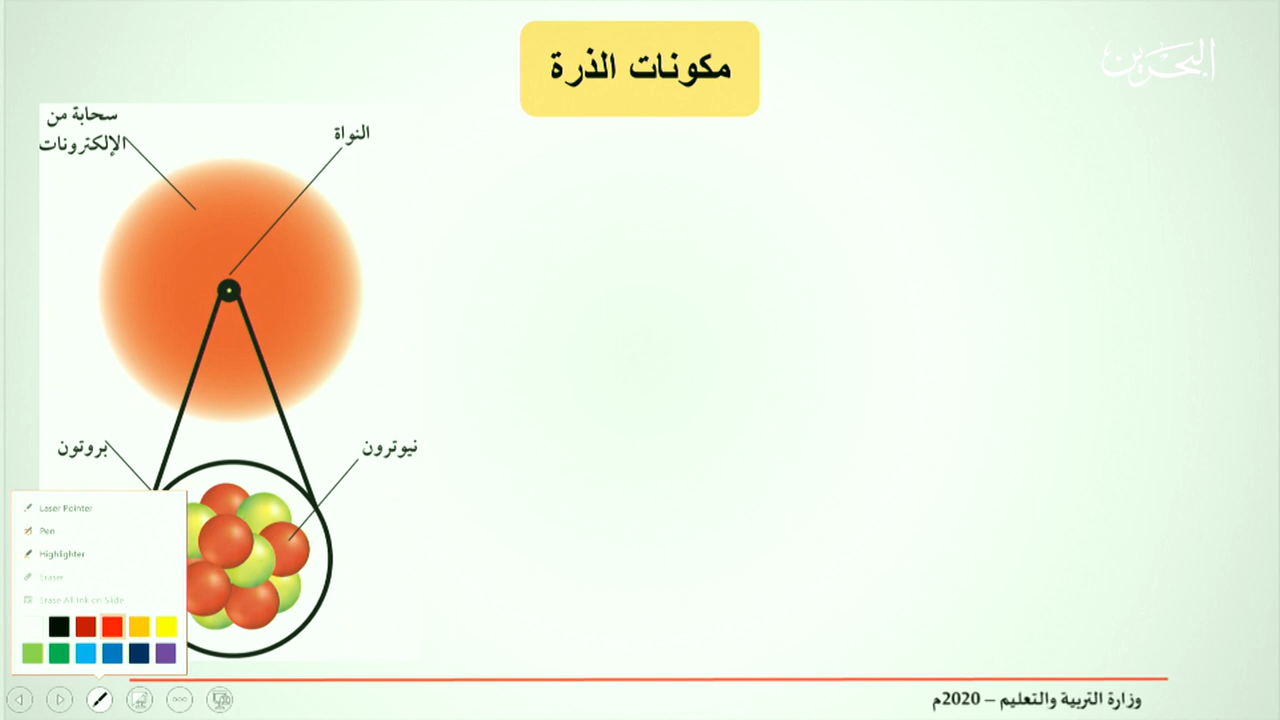 مكونات الذرة
البحرين
سحابة من
الإلكترونات
النواة
بروتون
نيوترون
Laser Pointer
Pen
Highlighter
Eraser
Erase All Ink on Slide
وزارة التربية والتعليم – 2020م